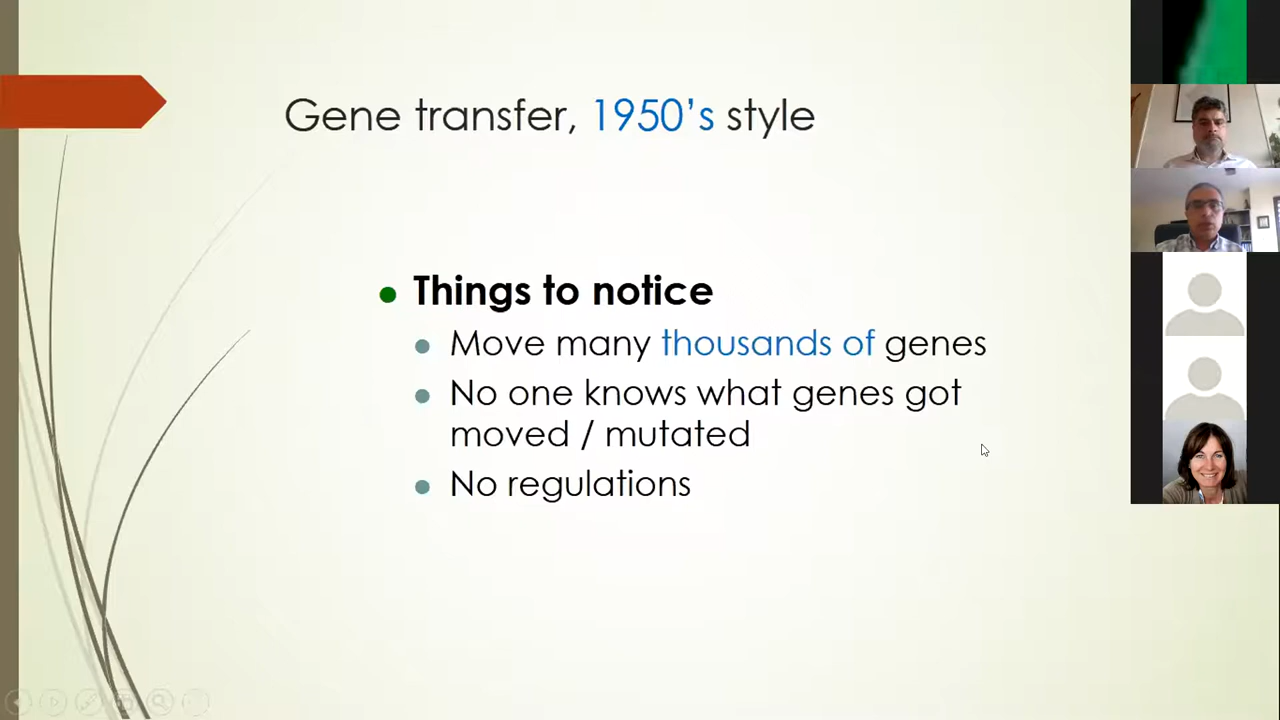 Gene transfer, 1950’s style
Things to notice
Move many thousands of genes
No one knows what genes got
moved / mutated
No regulations